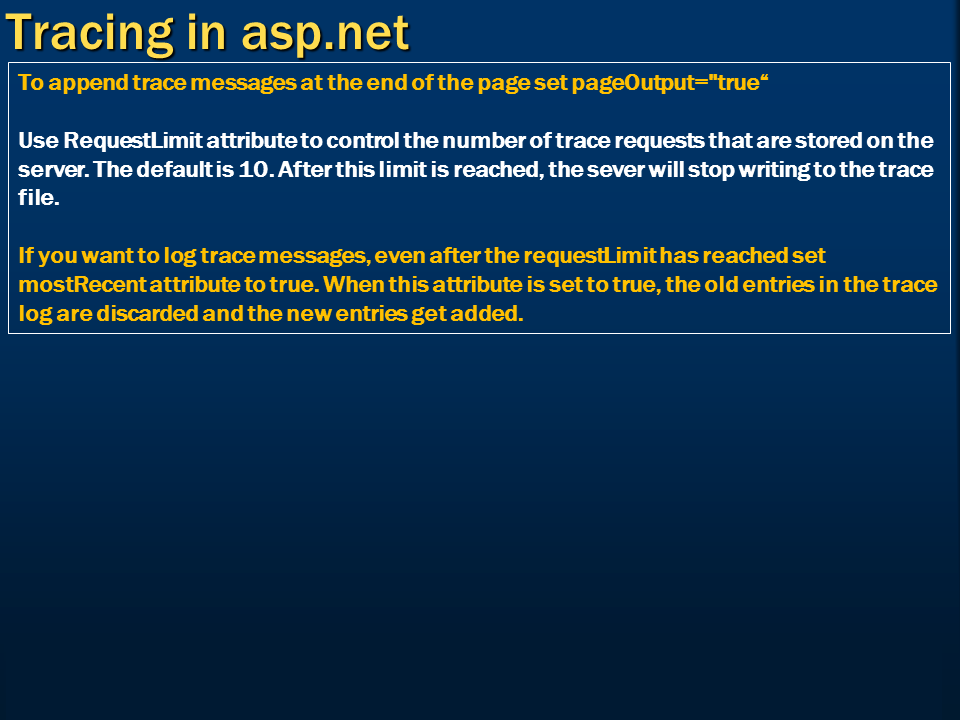 Tracing in asp.net
To append trace messages at the end of the page set pageOutput="true“
Use RequestLimit attribute to control the number of trace requests that are stored on the
server. The default is 10. After this limit is reached, the sever will stop writing to the trace
file.
If you want to log trace messages, even after the requestLimit has reached set
mostRecent attribute to true. When this attribute is set to true, the old entries in the trace
log are discarded and the new entries get added.